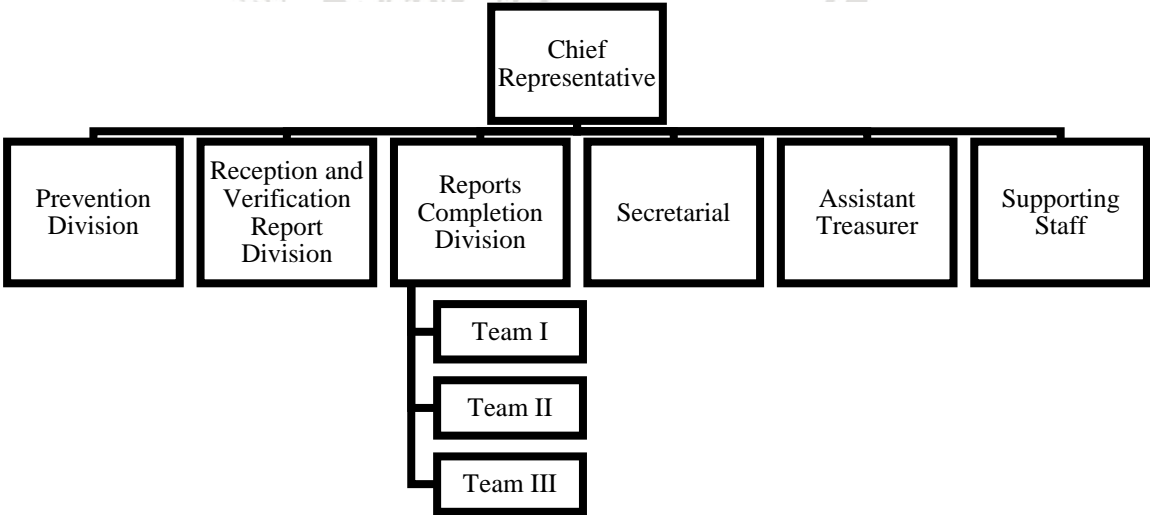 Chief
Representative
Prevention
Division
Reception and
Verification
Report
Division
Reports
Completion
Division
Secretarial
Assistant
Treasurer
Supporting
Staff
Team I
Team II
Team III